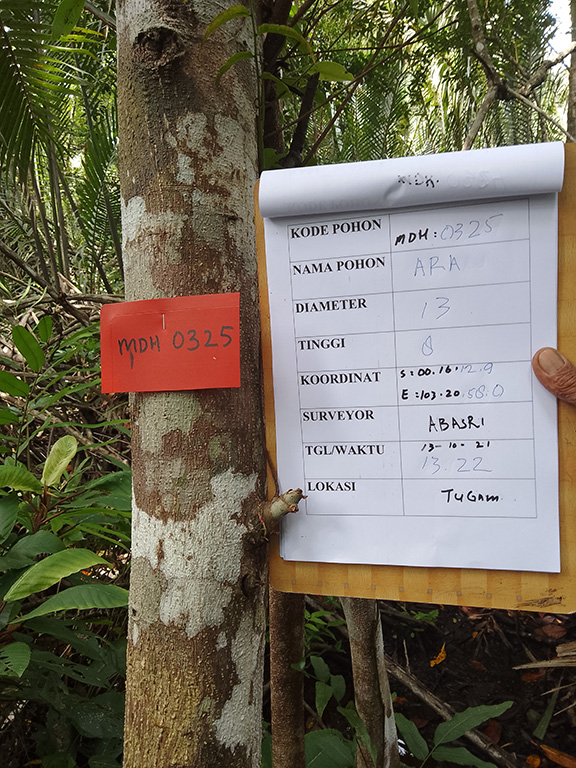 MDH 0325
KODE POHON MDH: 0325
NAMA POHON ARA
DIAMETER 13
TINGGI 8
KOORDINAT S: 00.16.12.9
E: 103.20.58.0
SURVEYOR ABASRI
TGL/WAKTU 13-10-21
13.22
LOKASI TUGAM